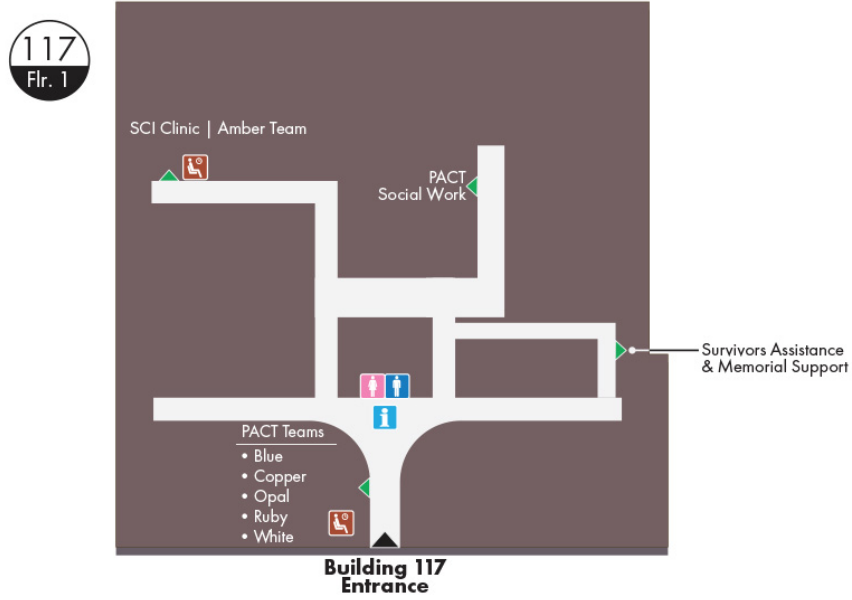 117
Flr. 1
SCI Clinic | Amber Team
PACT
Social Work
Survivors Assistance
& Memorial Support
i
PACT Teams
• Blue
• Copper
• Opal
• Ruby
• White
Building 117
Entrance